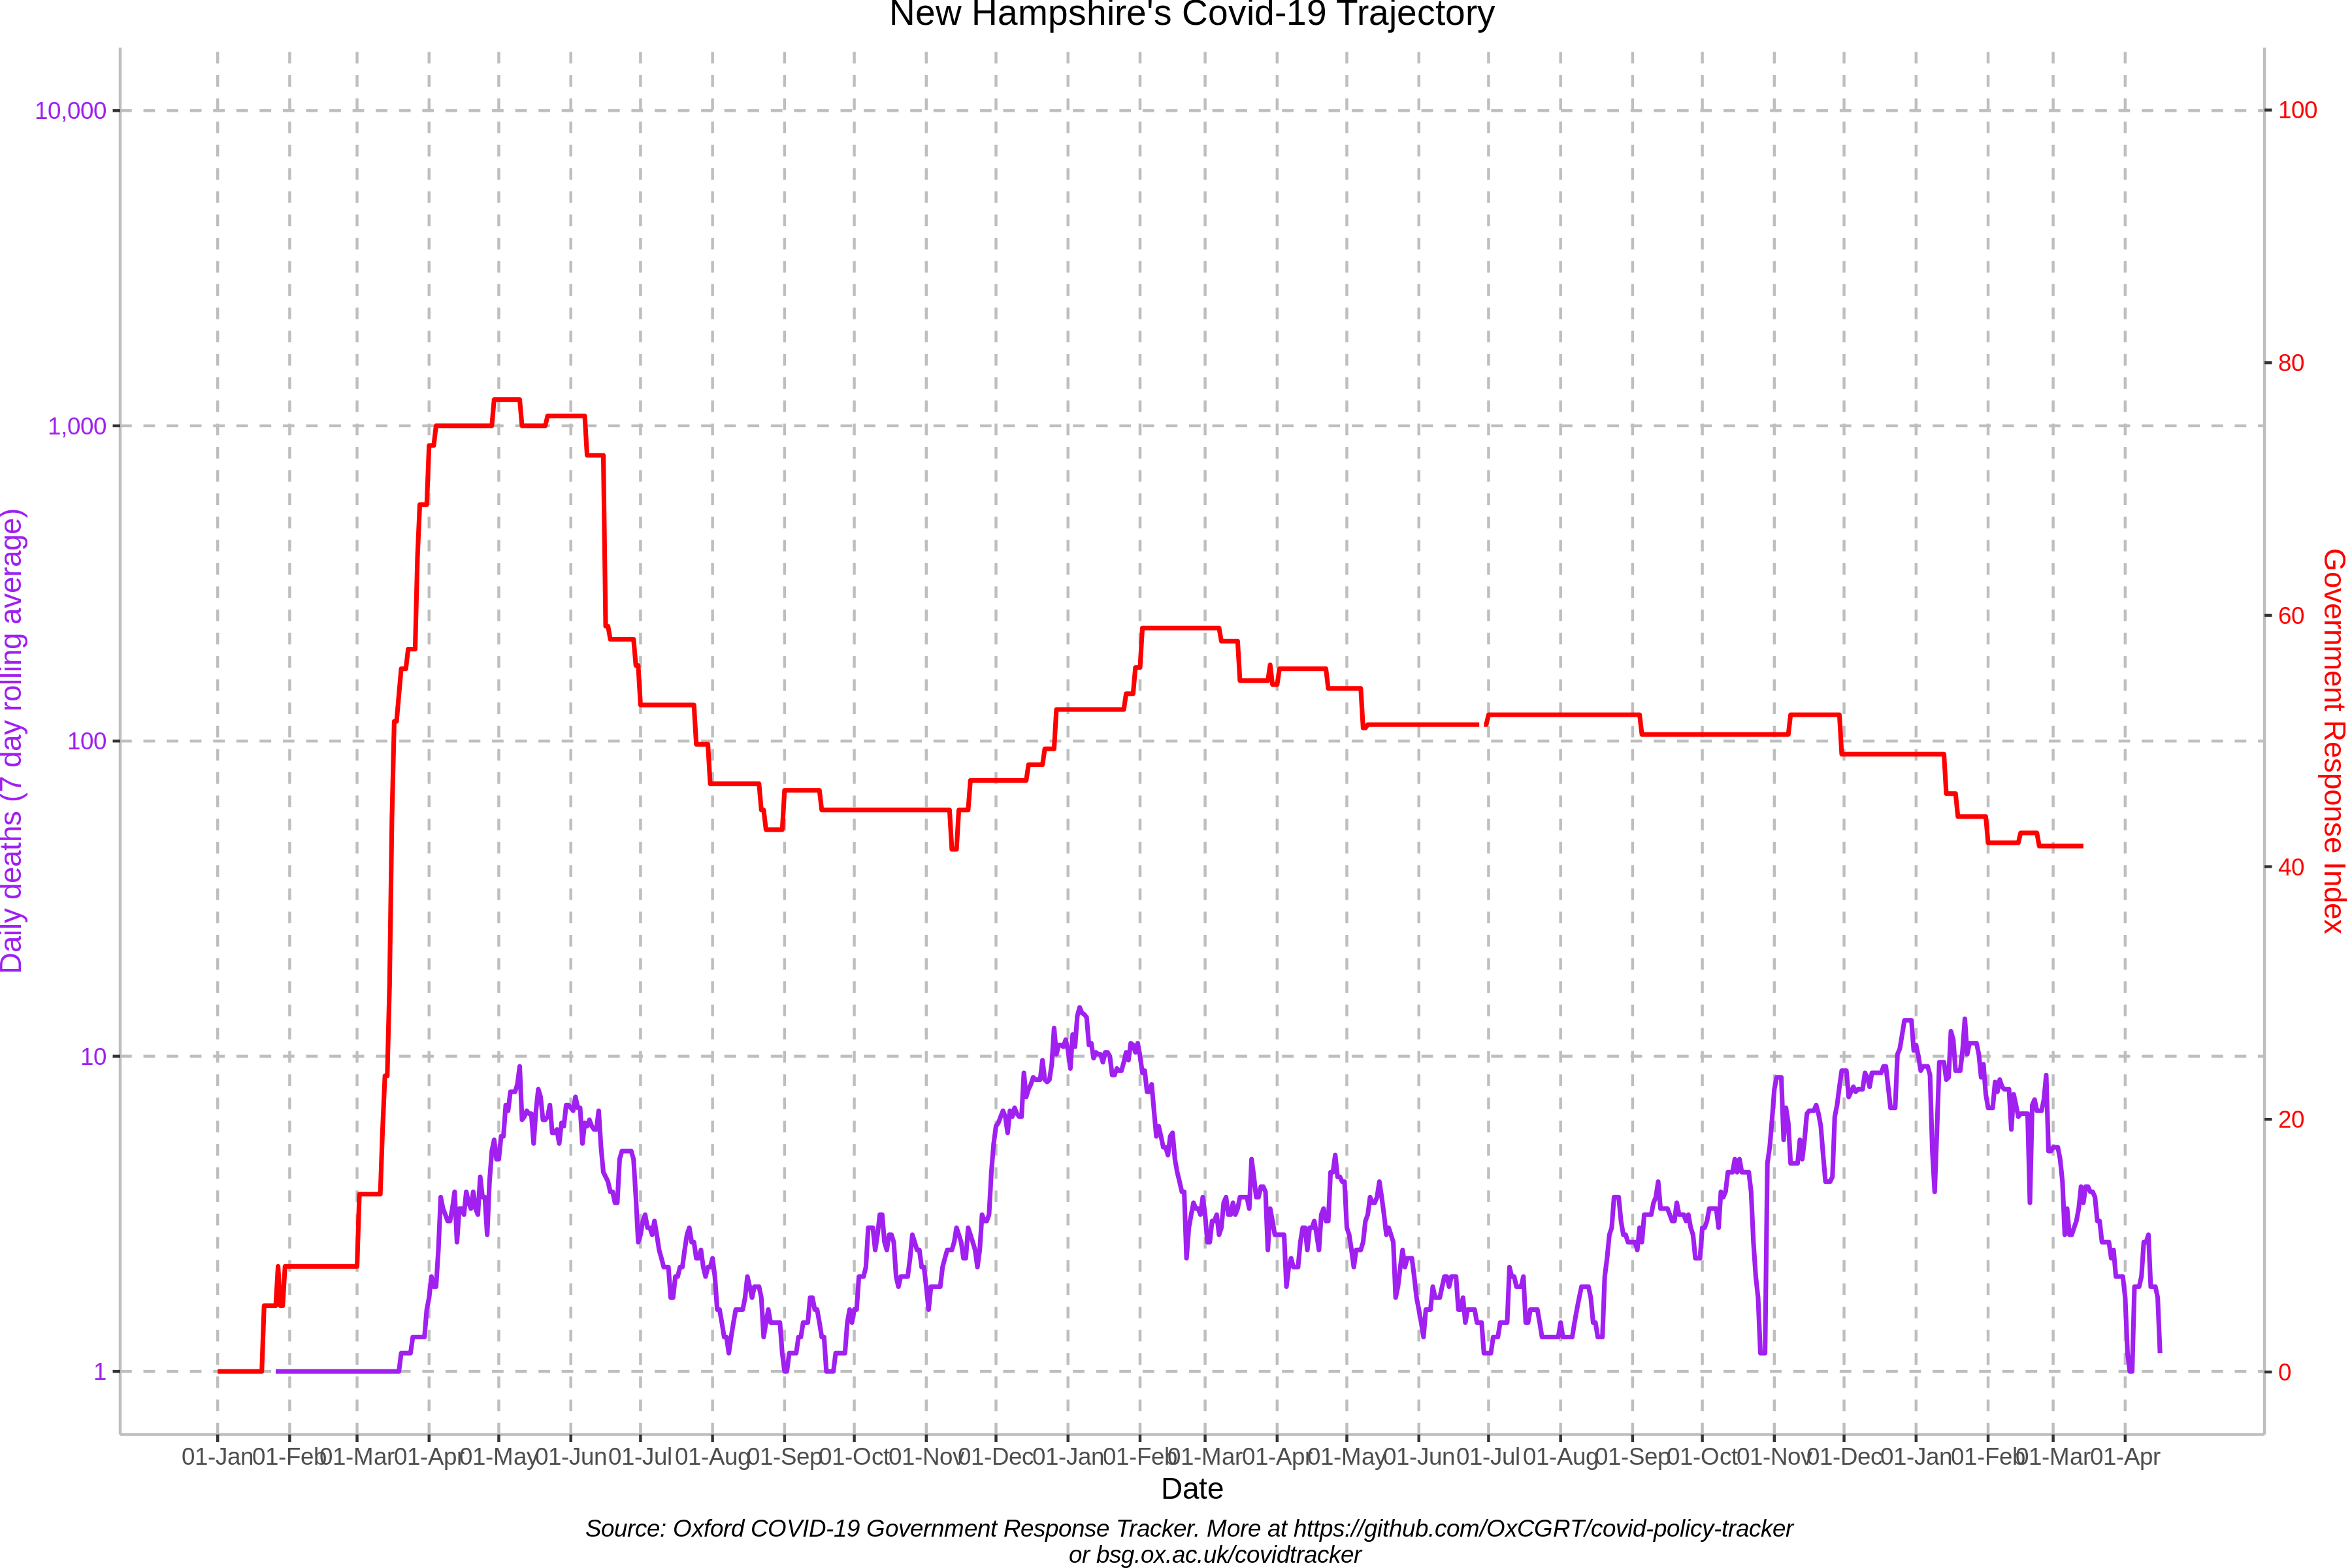 New Hampshire's Covid-19 Trajectory
10,000
1,000
100
10
1
Daily deaths (7 day rolling average)
100
80
60
40
20
0
Government Response Index
01-Jan 01-Feb 01-Mar 01-Apr 01-May 01-Jun 01-Jul 01-Aug 01-Sep 01-Oct 01-Nov 01-Dec 01-Jan 01-Feb 01-Mar 01-Apr 01-May 01-Jun 01-Jul 01-Aug 01-Sep 01-Oct 01-Nov 01-Dec 01-Jan 01-Feb 01-Mar 01-Apr
Date
Source: Oxford COVID-19 Government Response Tracker. More at https://github.com/OxCGRT/covid-policy-tracker
or bsg.ox.ac.uk/covidtracker